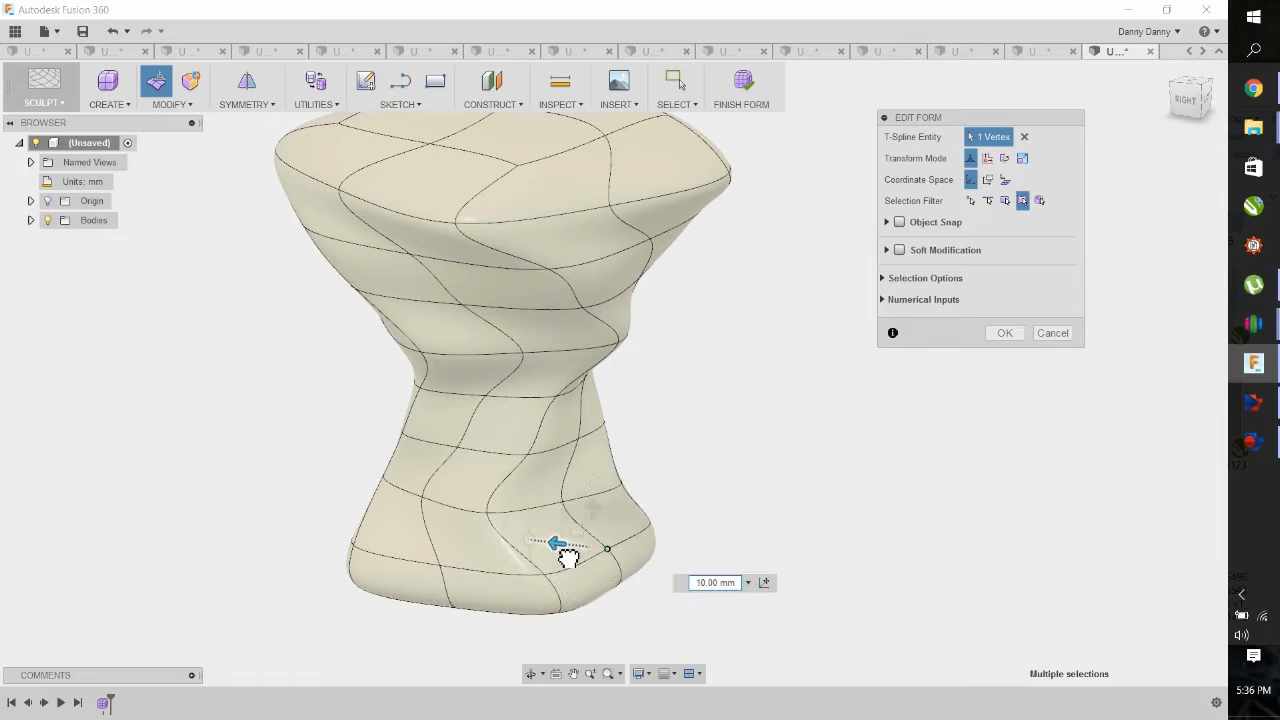 Autodesk Fusion 360
Danny Danny
U...*
SCULPT
CREATE
MODIFY
SYMMETRY
UTILITIES
SKETCH
CONSTRUCT
INSPECT
INSERT
SELECT
FINISH FORM
BROWSER
(Unsaved)
Named Views
Units: mm
Origin
Bodies
RIGHT
EDIT FORM
T-Spline Entity
1 Vertex
Transform Mode
Coordinate Space
Selection Filter
Object Snap
Soft Modification
Selection Options
Numerical Inputs
OK
Cancel
10.00 mm
COMMENTS
Multiple selections
5:36 PM